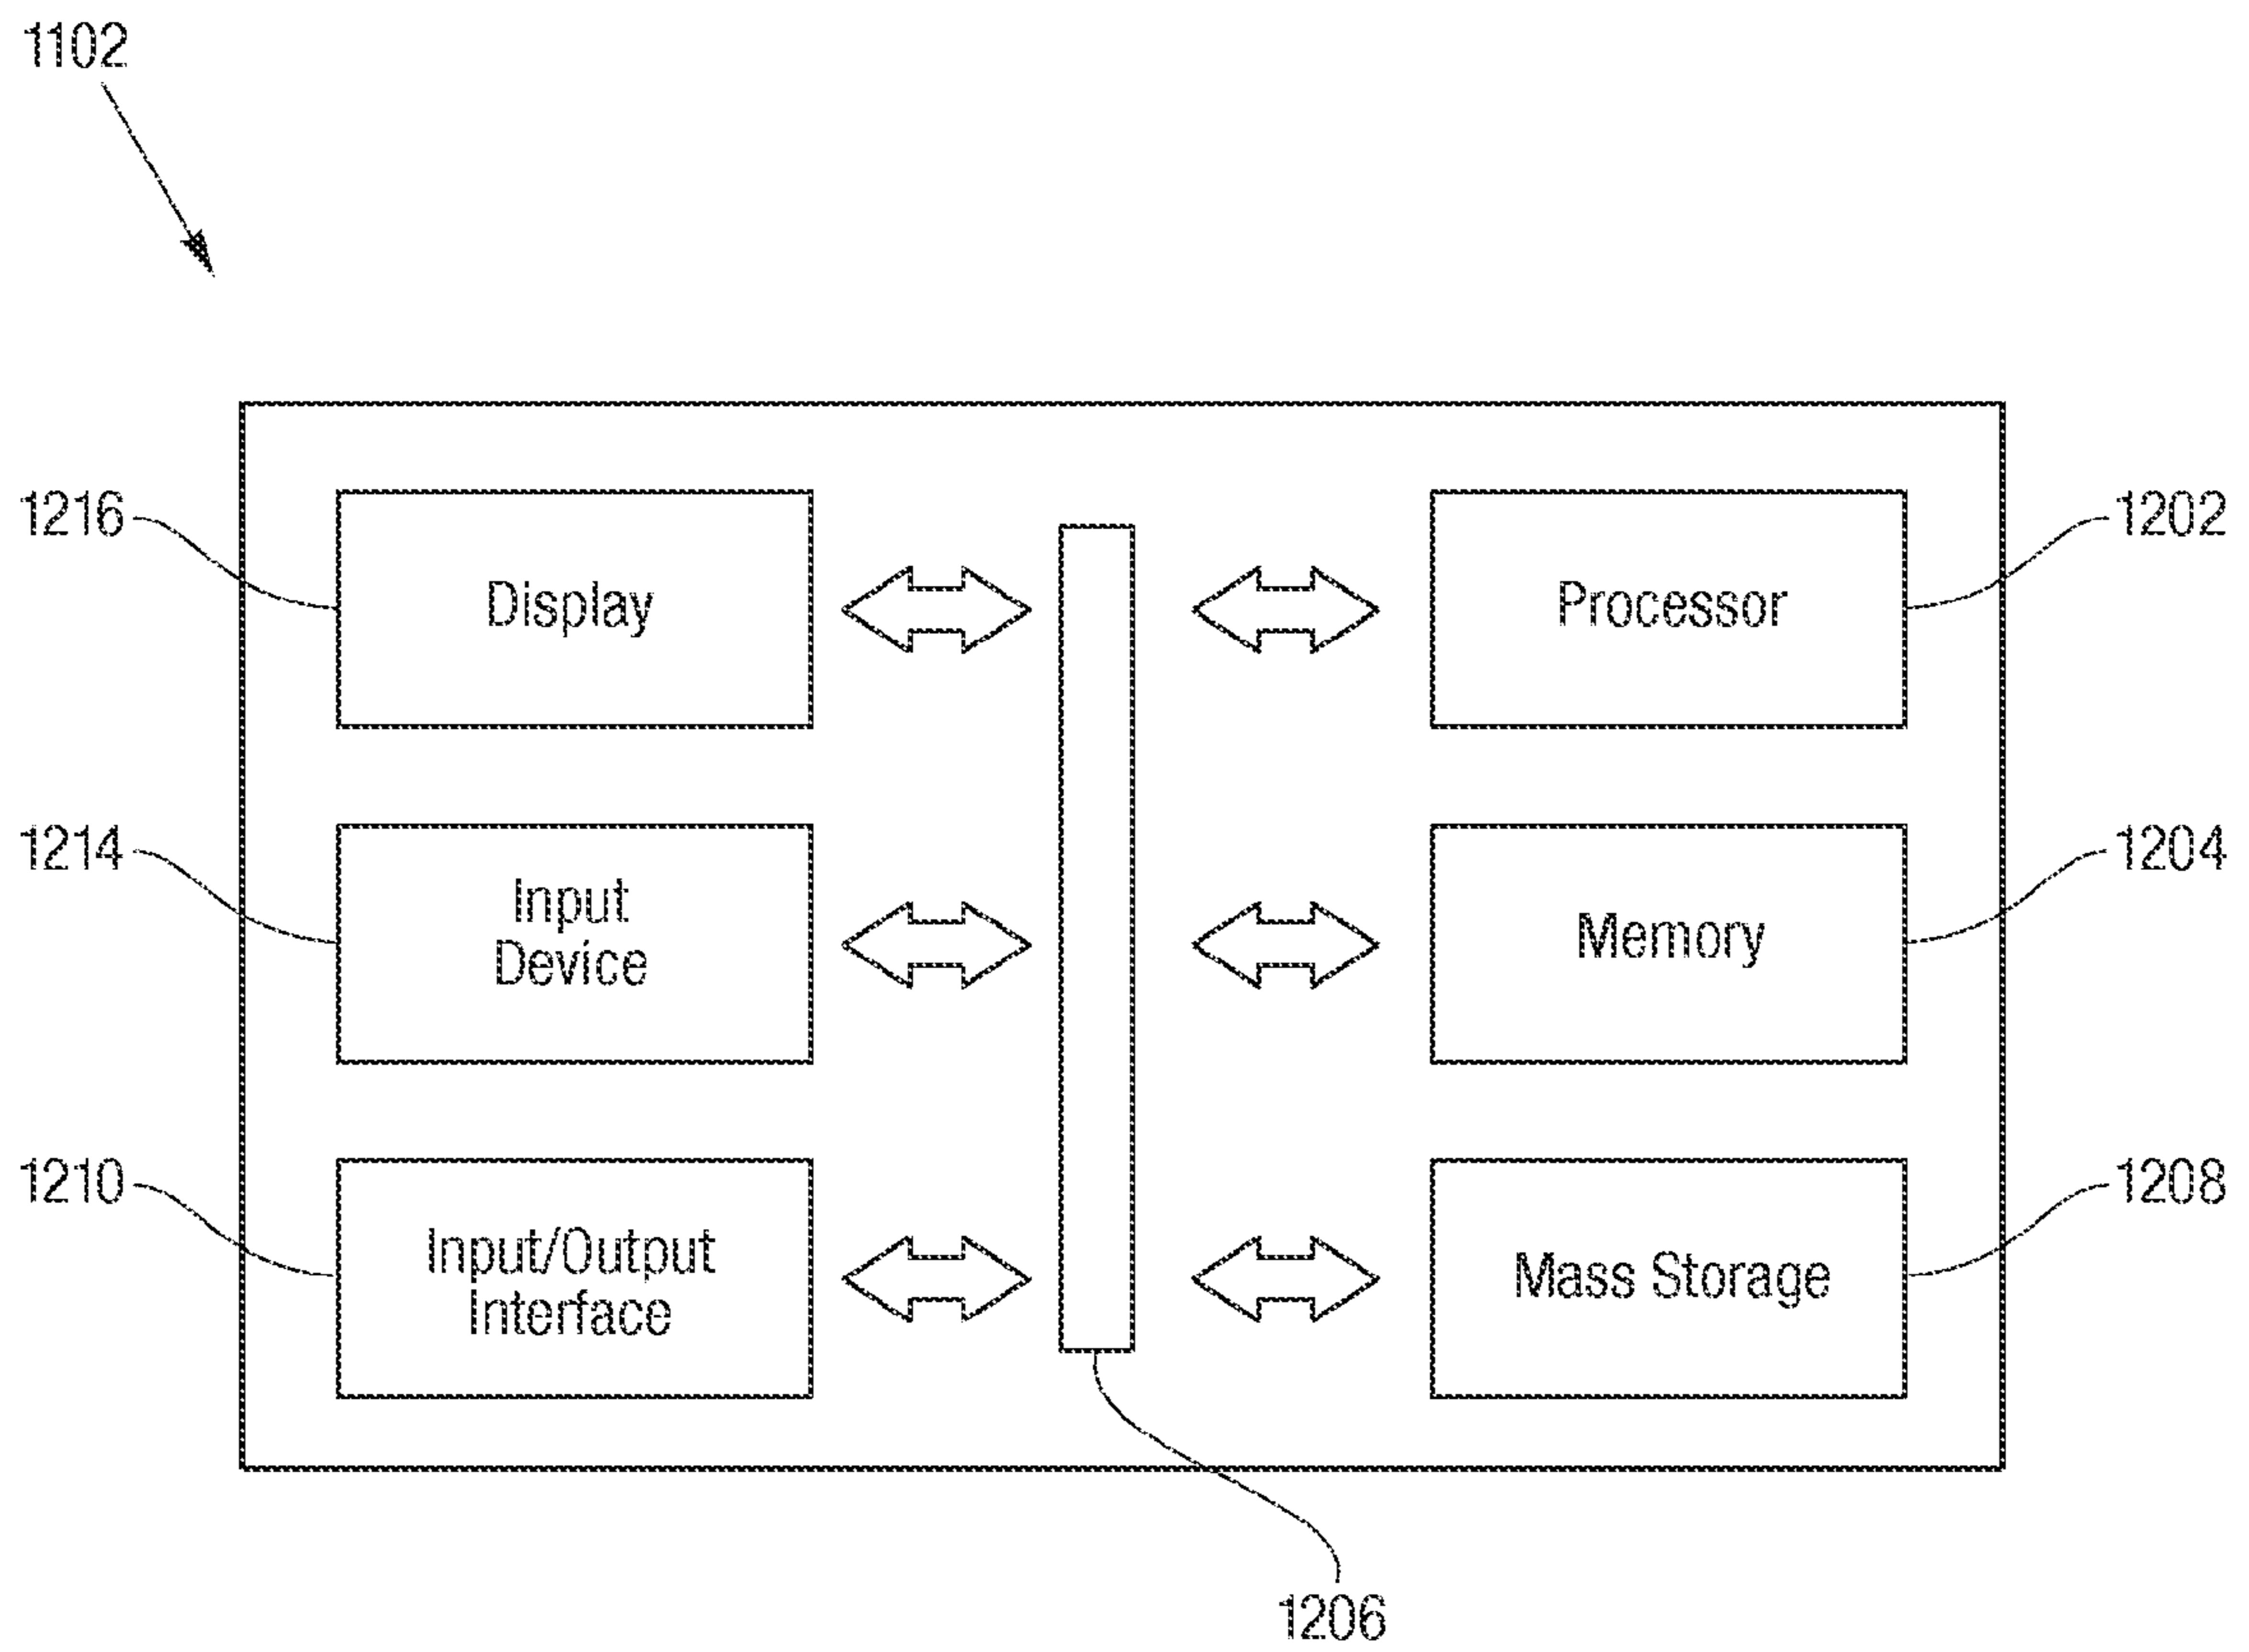 1102
1216
Display
Processor
1202
1214
Input
Device
Memory
1204
1210
Input/Output
Interface
Mass Storage
1208
1206